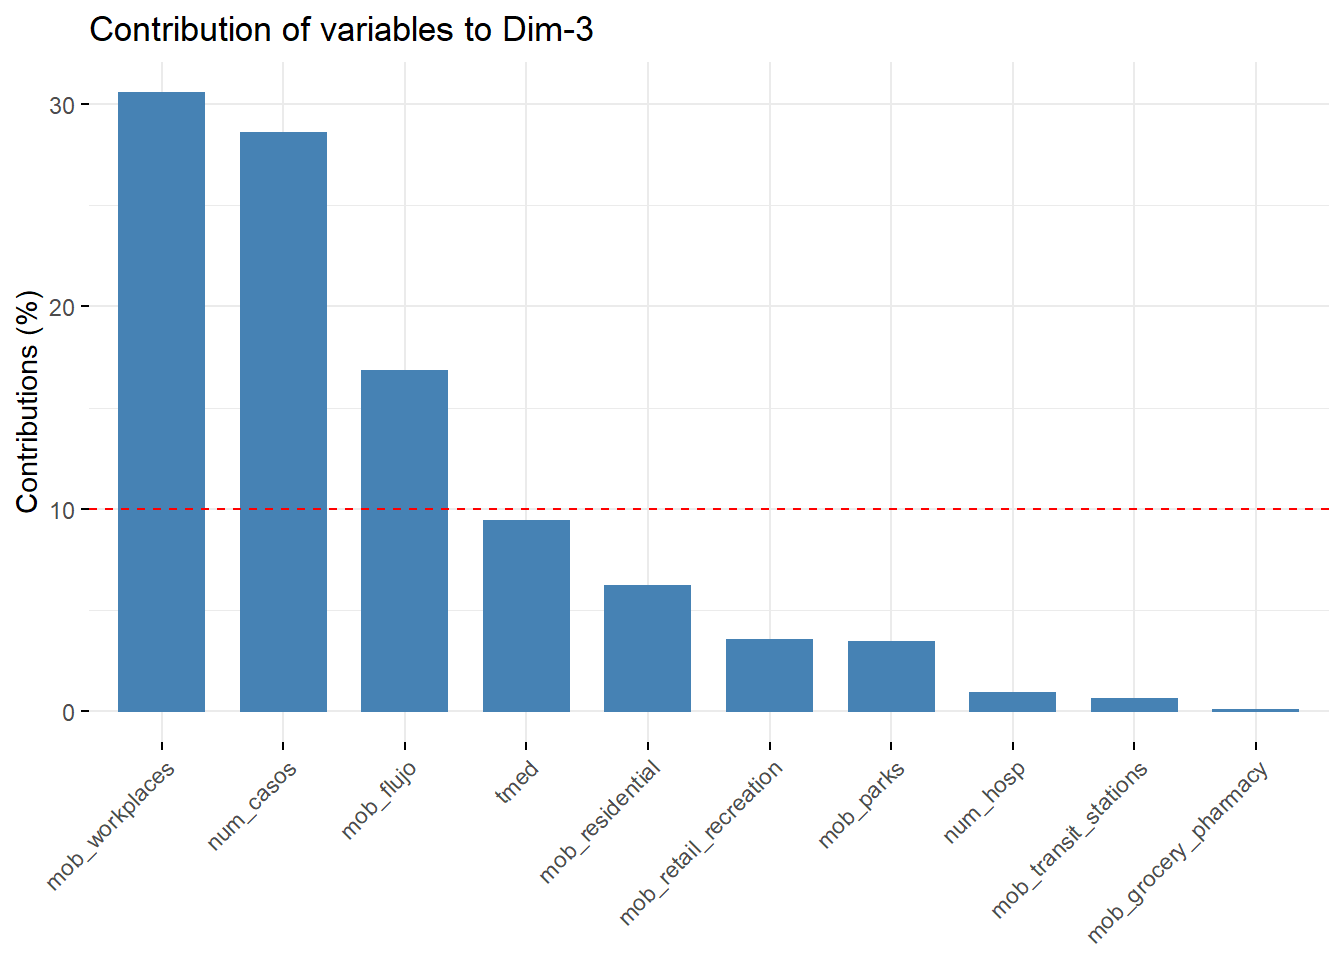 Contribution of variables to Dim-3
Contributions (%)
30
20
10
0
mob_workplaces
num_casos
mob_flujo
tmed
mob_residential
mob_retail_recreation
mob_parks
num_hosp
mob_transit_stations
mob_grocery_pharmacy